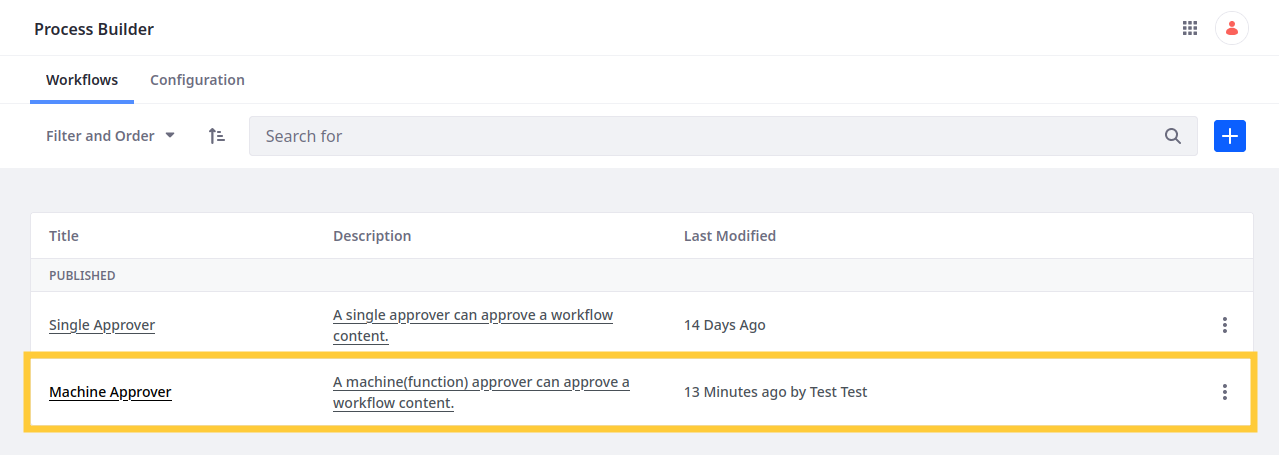 Process Builder
Workflows Configuration
Filter and Order Search for
Title Description Last Modified
PUBLISHED
Single Approver A single approver can approve a workflow 14 Days Ago
content.
Machine Approver A machine(function) approver can approve a 13 Minutes ago by Test Test
workflow content.